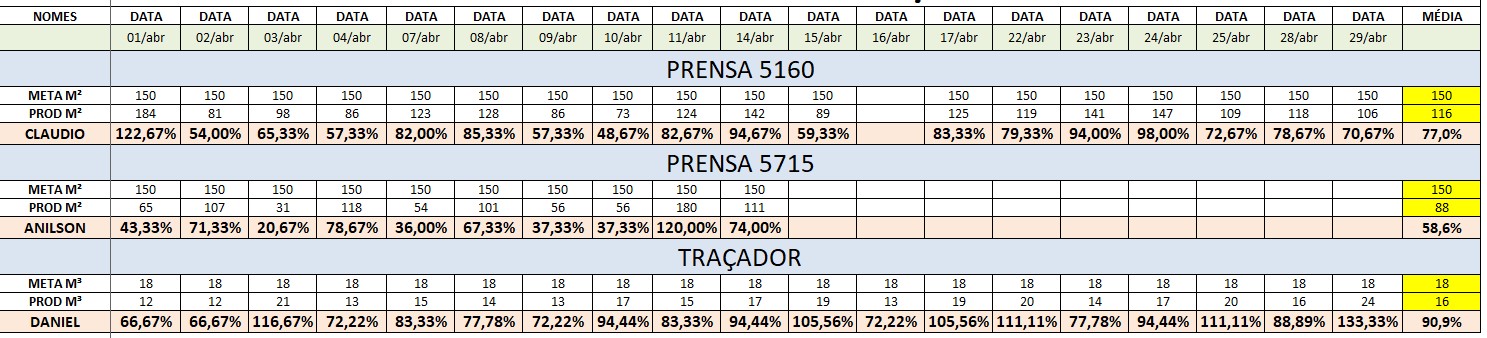 NOMES DATA DATA DATA DATA DATA DATA DATA DATA DATA DATA DATA DATA DATA DATA DATA DATA DATA DATA DATA MÉDIA
01/abr 02/abr 03/abr 04/abr 07/abr 08/abr 09/abr 10/abr 11/abr 14/abr 15/abr 16/abr 17/abr 22/abr 23/abr 24/abr 25/abr 28/abr 29/abr
PRENSA 5160
META M² 150 150 150 150 150 150 150 150 150 150 150 150 150 150 150 150 150 150 150
PROD M² 184 81 98 86 123 128 86 73 124 142 89 125 119 141 147 109 118 106 116
CLAUDIO 122,67% 54,00% 65,33% 57,33% 82,00% 85,33% 57,33% 48,67% 82,67% 94,67% 59,33% 83,33% 79,33% 94,00% 98,00% 72,67% 78,67% 70,67% 77,0%
PRENSA 5715
META M² 150 150 150 150 150 150 150 150 150 150 150
PROD M² 65 107 31 118 54 101 56 56 180 111 88
ANILSON 43,33% 71,33% 20,67% 78,67% 36,00% 67,33% 37,33% 37,33% 120,00% 74,00% 58,6%
TRAÇADOR
META M³ 18 18 18 18 18 18 18 18 18 18 18 18 18 18 18 18 18 18 18 18
PROD M³ 12 12 21 13 15 14 13 17 15 17 19 13 19 20 14 17 20 16 24 16
DANIEL 66,67% 66,67% 116,67% 72,22% 83,33% 77,78% 72,22% 94,44% 83,33% 94,44% 105,56% 72,22% 105,56% 111,11% 77,78% 94,44% 111,11% 88,89% 133,33% 90,9%